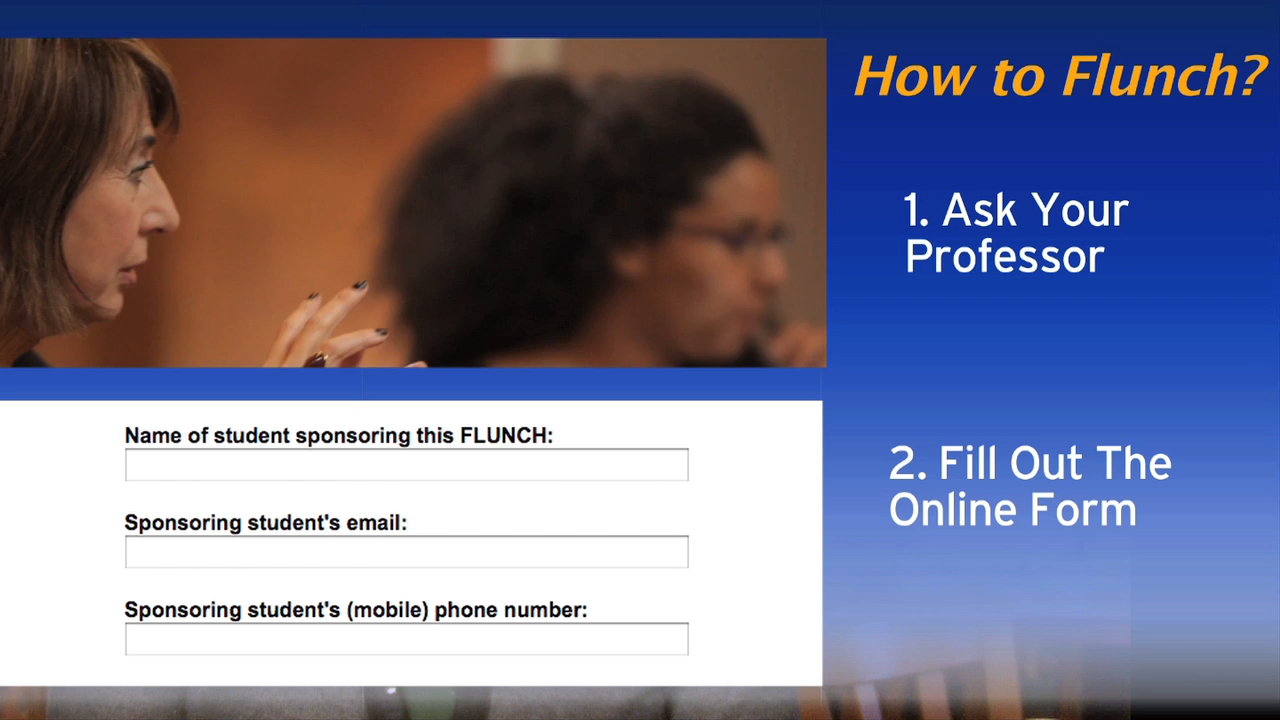 How to Flunch?
1. Ask Your
Professor
2. Fill Out The
Online Form
Name of student sponsoring this FLUNCH:
Sponsoring student's email:
Sponsoring student's (mobile) phone number: